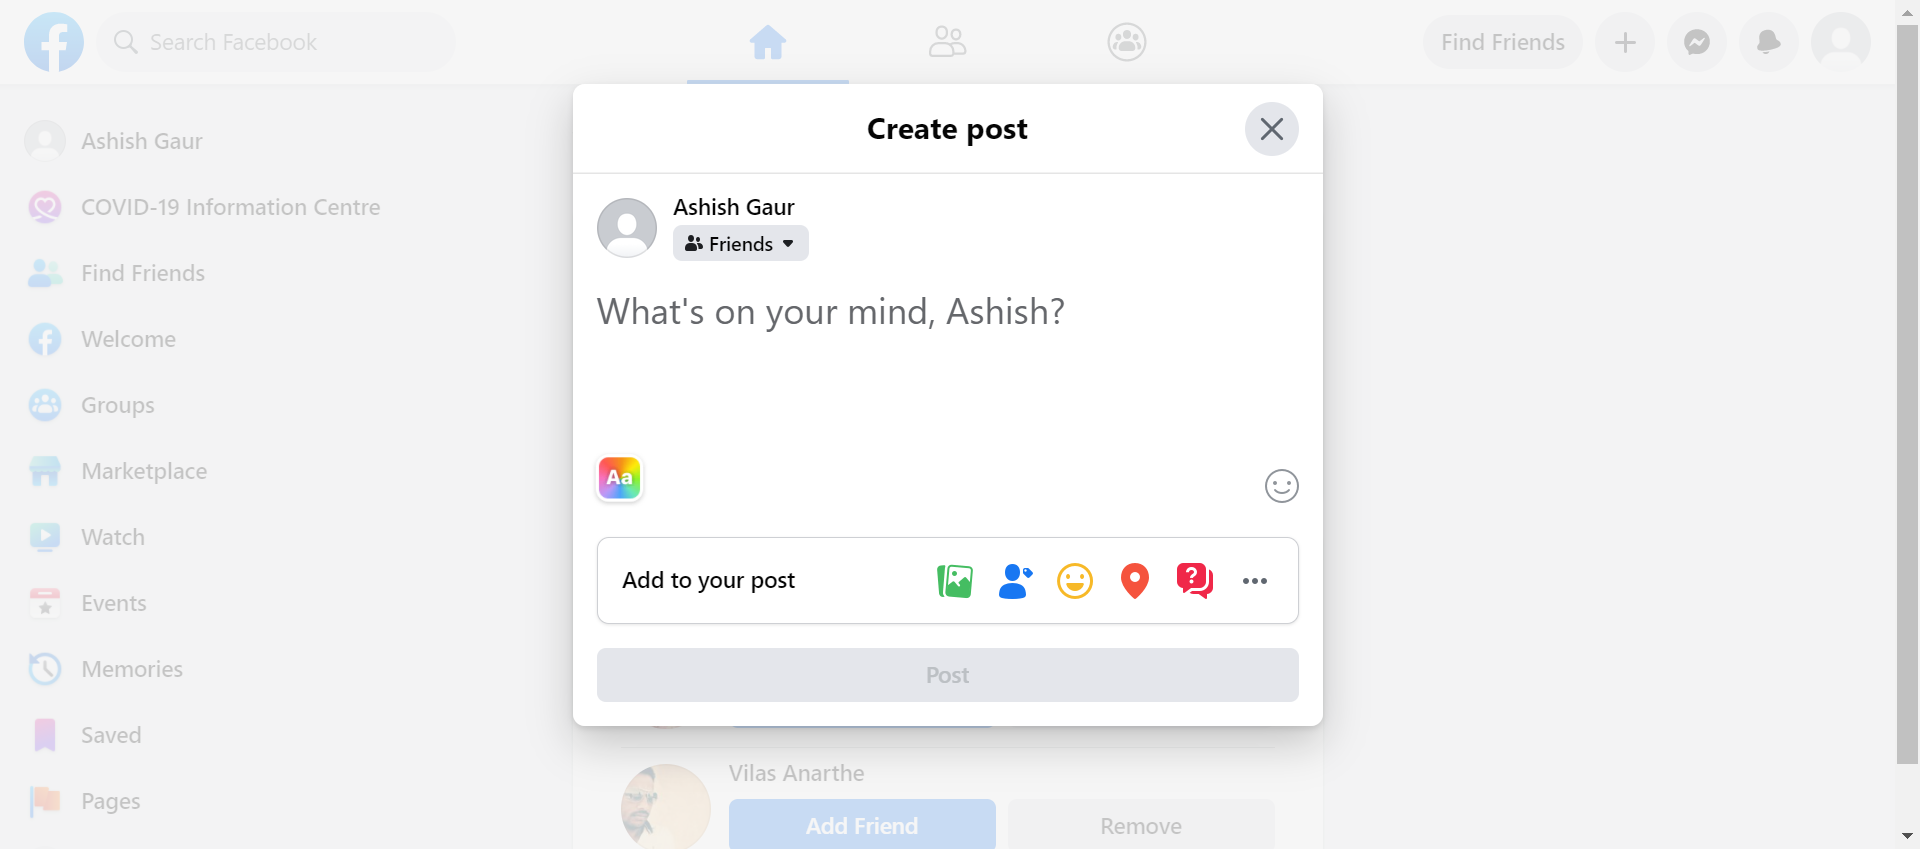 Search Facebook
Find Friends
Ashish Gaur
COVID-19 Information Centre
Find Friends
Welcome
Groups
Marketplace
Watch
Events
Memories
Saved
Pages
Create post
Ashish Gaur
Friends
What's on your mind, Ashish?
Aa
Add to your post
Post
Vilas Anarthe
Add Friend
Remove